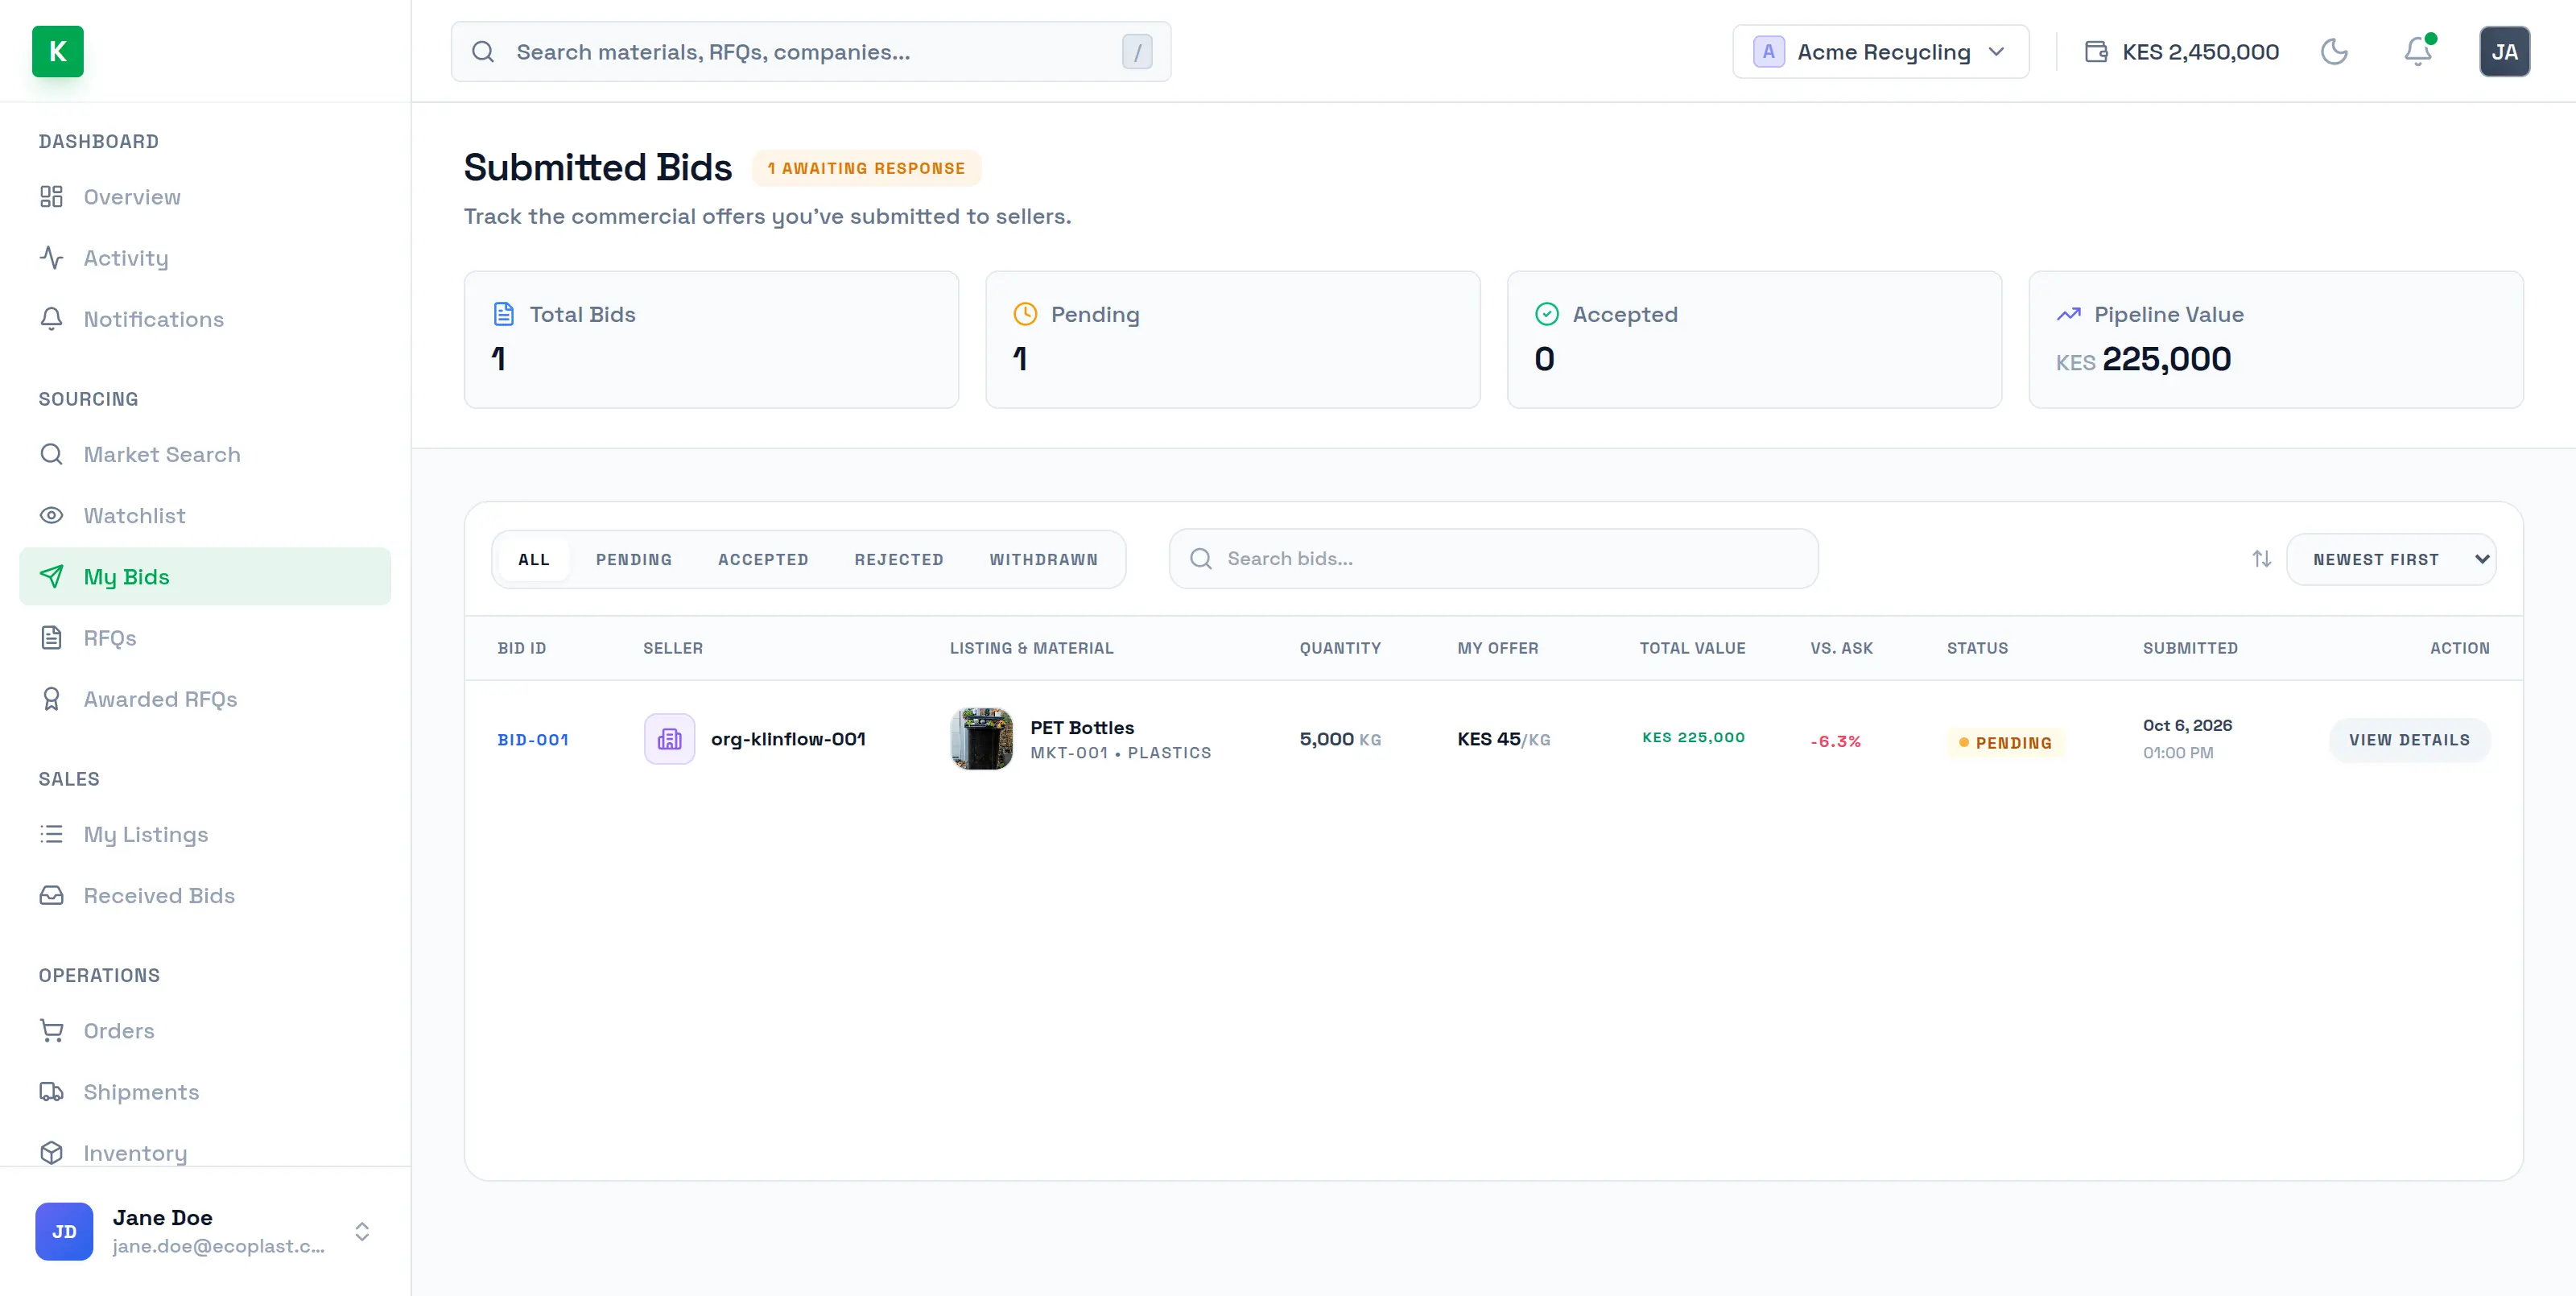 K
Search materials, RFQs, companies...
/
A
Acme Recycling
KES 2,450,000
JA
DASHBOARD
Overview
Activity
Notifications
SOURCING
Market Search
Watchlist
My Bids
RFQs
Awarded RFQs
SALES
My Listings
Received Bids
OPERATIONS
Orders
Shipments
Inventory
JD
Jane Doe
jane.doe@ecoplast.c...
Submitted Bids
1 AWAITING RESPONSE
Track the commercial offers you've submitted to sellers.
Total Bids
1
Pending
1
Accepted
0
Pipeline Value
KES 225,000
ALL
PENDING
ACCEPTED
REJECTED
WITHDRAWN
Search bids...
NEWEST FIRST
BID ID
SELLER
LISTING & MATERIAL
QUANTITY
MY OFFER
TOTAL VALUE
VS. ASK
STATUS
SUBMITTED
ACTION
BID-001
org-klinflow-001
PET Bottles
MKT-001 • PLASTICS
5,000 KG
KES 45/KG
KES 225,000
-6.3%
PENDING
Oct 6, 2026
01:00 PM
VIEW DETAILS